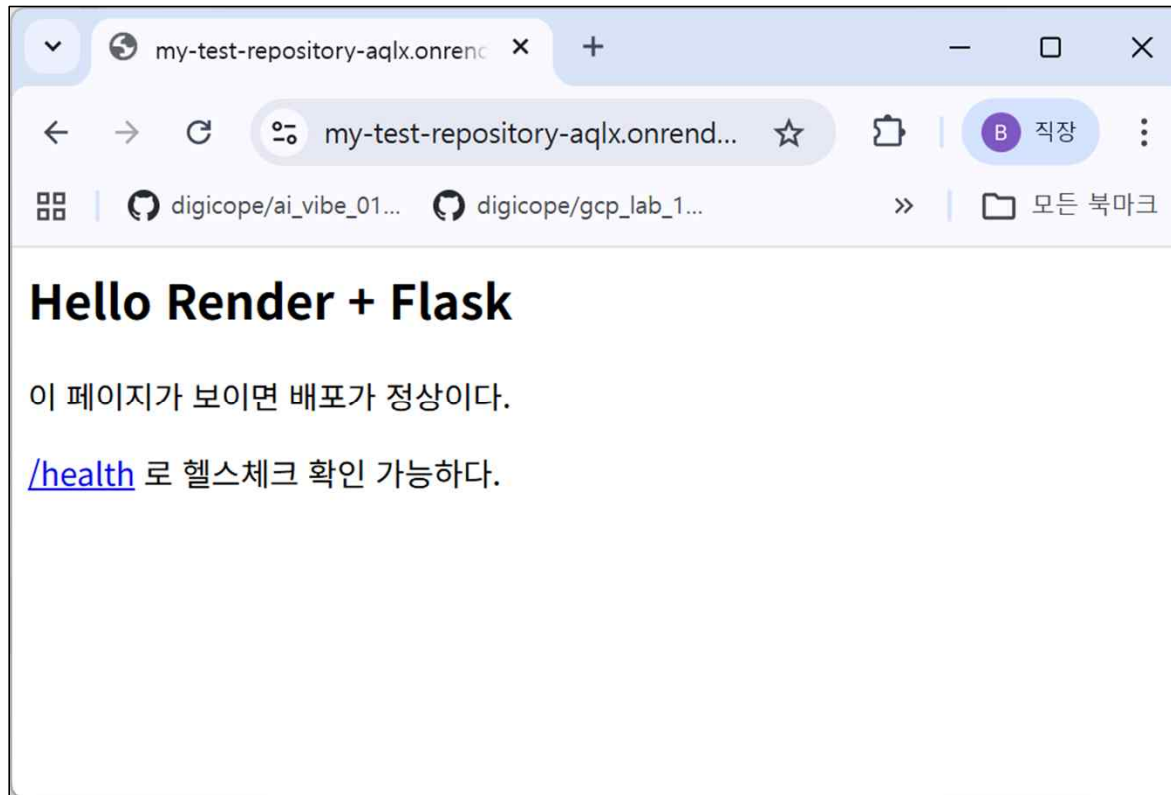 my-test-repository-aqlx.onrend
my-test-repository-aqlx.onrend...
B 직장
digicope/ai_vibe_01...
digicope/gcp_lab_1...
모든 북마크
Hello Render + Flask
이 페이지가 보이면 배포가 정상이다.
/health 로 헬스체크 확인 가능하다.